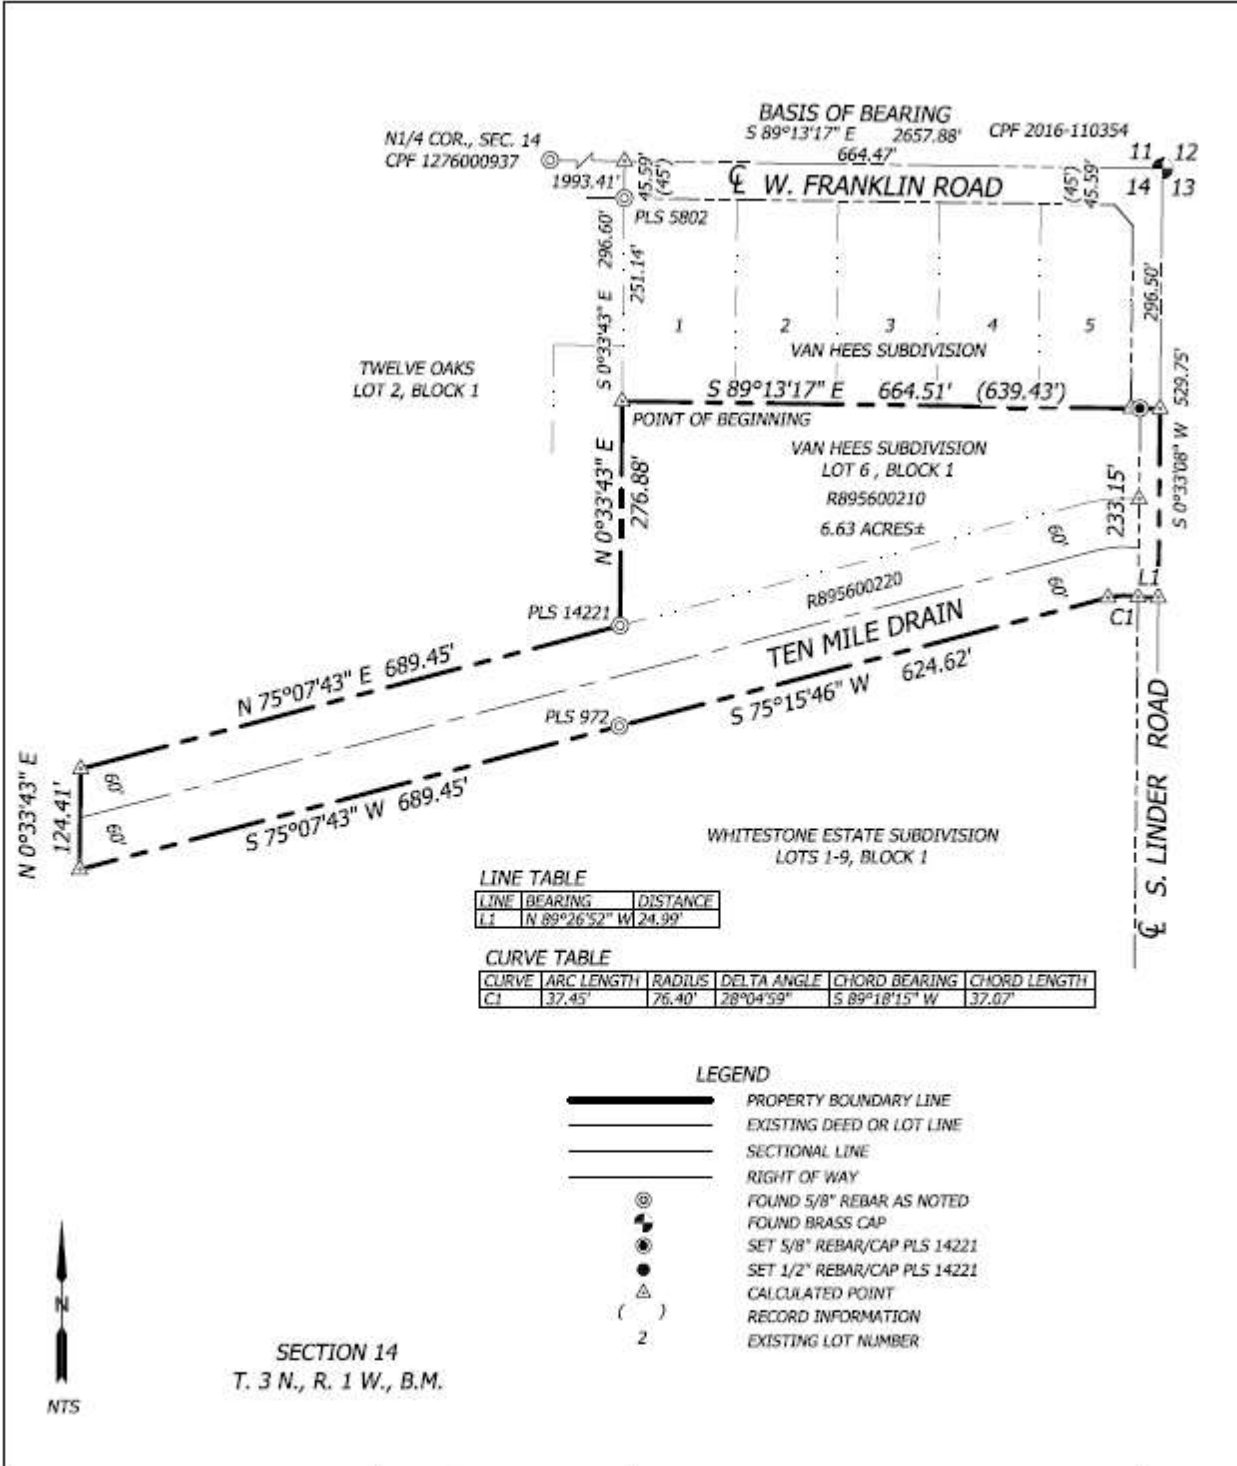 BASIS OF BEARING
S 89°13'17" E 2657.88'
664.47'
CPF 2016-110354
N1/4 COR., SEC. 14
CPF 1276000937
1993.41'
45.59'
(45')
℄ W. FRANKLIN ROAD
(45')
45.59'
11 12
14 13
PLS 5802
S 0°33'43" E 296.60'
251.14'
296.50'
1 2 3 4 5
VAN HEES SUBDIVISION
TWELVE OAKS
LOT 2, BLOCK 1
S 89°13'17" E 664.51' (639.43')
POINT OF BEGINNING
S 0°33'08" W 529.75'
VAN HEES SUBDIVISION
LOT 6 , BLOCK 1
R895600210
6.63 ACRES±
N 0°33'43" E
276.88'
233.15'
60'
60'
L1
C1
R895600220
TEN MILE DRAIN
PLS 14221
N 75°07'43" E 689.45'
PLS 972
S 75°15'46" W 624.62'
N 0°33'43" E
124.41'
60'
60'
S 75°07'43" W 689.45'
℄ S. LINDER ROAD
WHITESTONE ESTATE SUBDIVISION
LOTS 1-9, BLOCK 1
LINE TABLE
LINE BEARING DISTANCE
L1 N 89°26'52" W 24.99'
CURVE TABLE
CURVE ARC LENGTH RADIUS DELTA ANGLE CHORD BEARING CHORD LENGTH
C1 37.45' 76.40' 28°04'59" S 89°18'15" W 37.07'
LEGEND
PROPERTY BOUNDARY LINE
EXISTING DEED OR LOT LINE
SECTIONAL LINE
RIGHT OF WAY
FOUND 5/8" REBAR AS NOTED
FOUND BRASS CAP
SET 5/8" REBAR/CAP PLS 14221
SET 1/2" REBAR/CAP PLS 14221
CALCULATED POINT
( ) RECORD INFORMATION
2 EXISTING LOT NUMBER
N
NTS
SECTION 14
T. 3 N., R. 1 W., B.M.